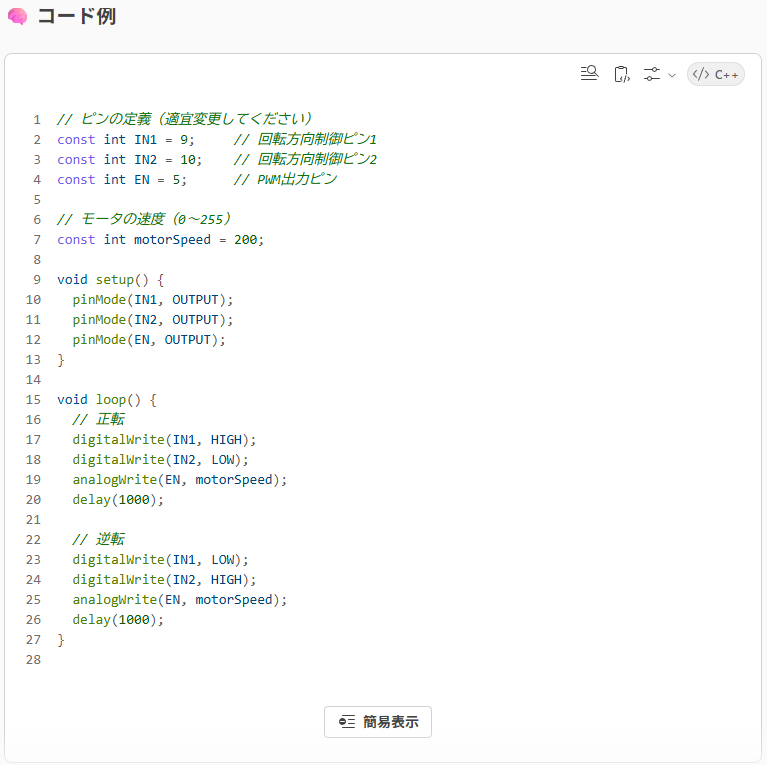 🧠 コード例
</> C++
1 // ピンの定義（適宜変更してください）
2 const int IN1 = 9;     // 回転方向制御ピン1
3 const int IN2 = 10;    // 回転方向制御ピン2
4 const int EN = 5;      // PWM出力ピン
5
6 // モータの速度（0～255）
7 const int motorSpeed = 200;
8
9 void setup() {
10   pinMode(IN1, OUTPUT);
11   pinMode(IN2, OUTPUT);
12   pinMode(EN, OUTPUT);
13 }
14
15 void loop() {
16   // 正転
17   digitalWrite(IN1, HIGH);
18   digitalWrite(IN2, LOW);
19   analogWrite(EN, motorSpeed);
20   delay(1000);
21
22   // 逆転
23   digitalWrite(IN1, LOW);
24   digitalWrite(IN2, HIGH);
25   analogWrite(EN, motorSpeed);
26   delay(1000);
27 }
28
簡易表示